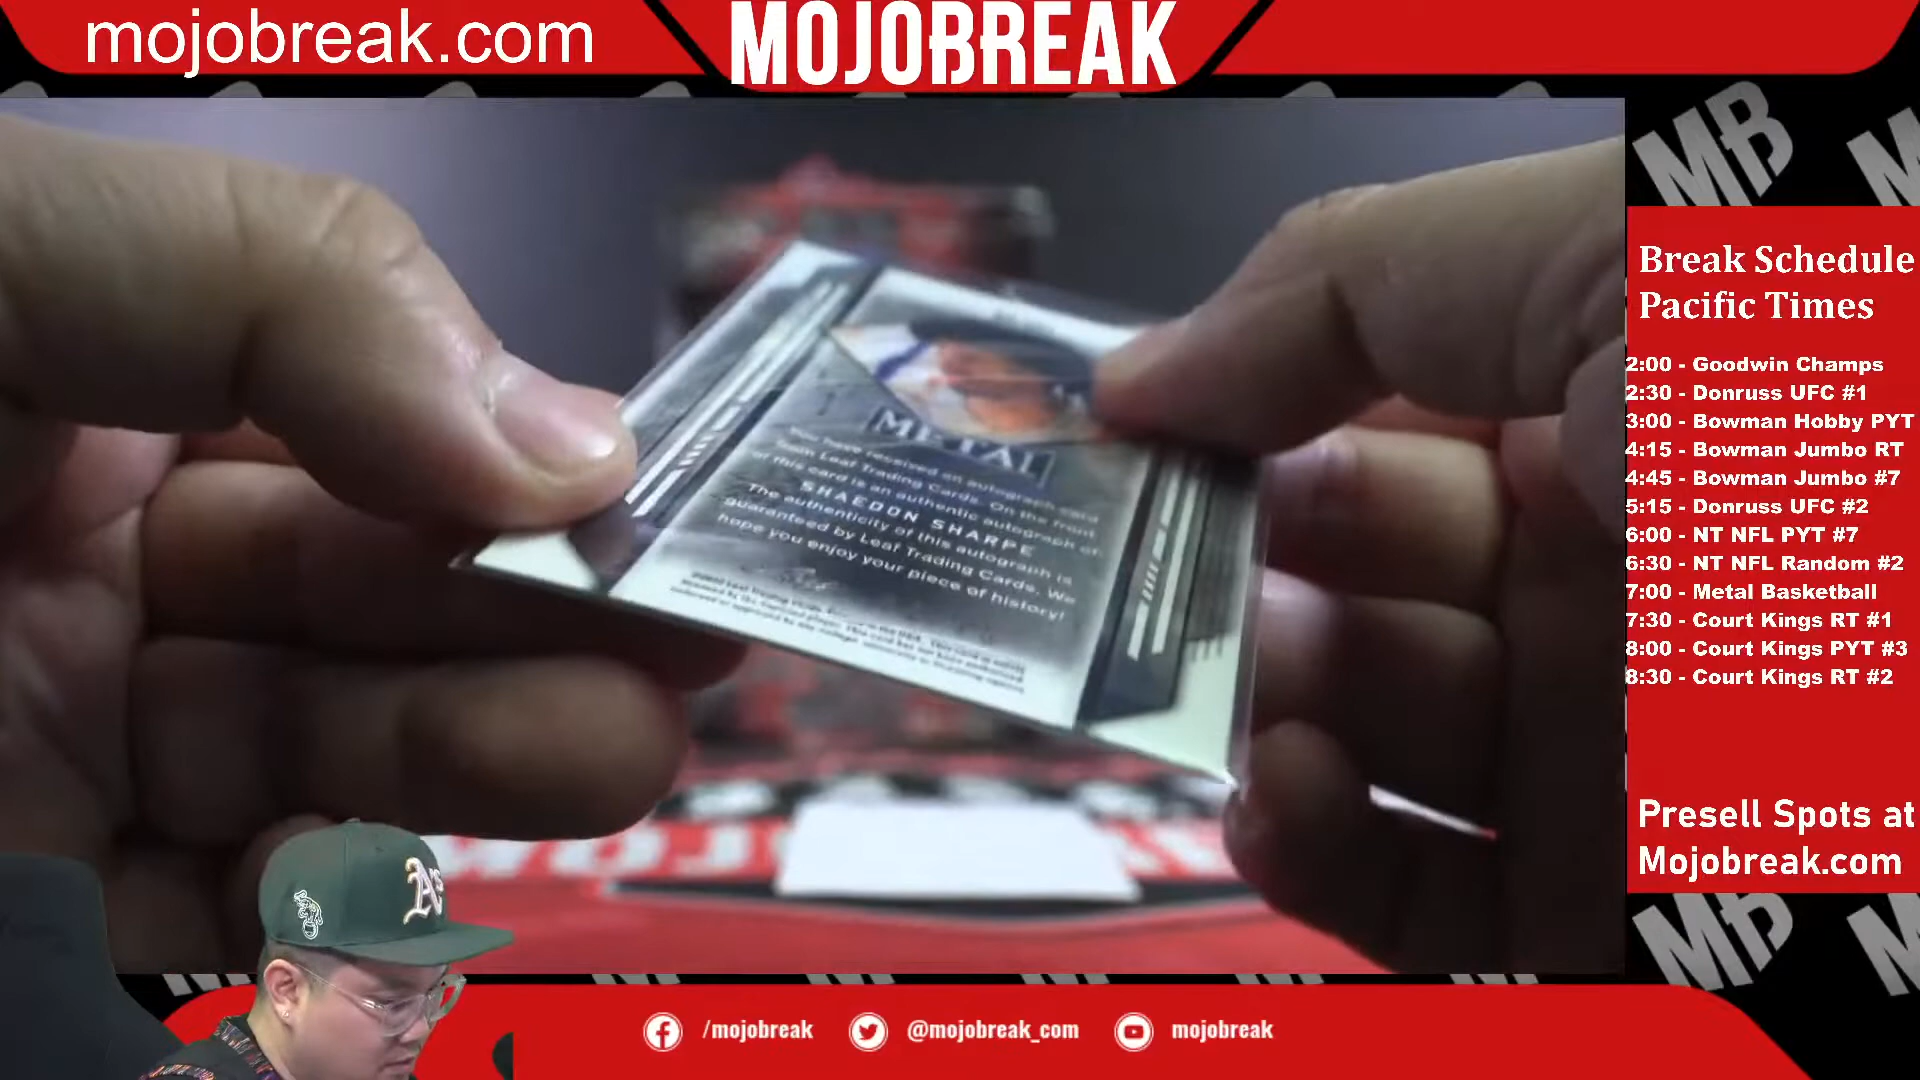 mojobreak.com
MOJOBREAK
MB
Break Schedule
Pacific Times
2:00 - Goodwin Champs
2:30 - Donruss UFC #1
3:00 - Bowman Hobby PYT
4:15 - Bowman Jumbo RT
4:45 - Bowman Jumbo #7
5:15 - Donruss UFC #2
6:00 - NT NFL PYT #7
6:30 - NT NFL Random #2
7:00 - Metal Basketball
7:30 - Court Kings RT #1
8:00 - Court Kings PYT #3
8:30 - Court Kings RT #2
Presell Spots at
Mojobreak.com
MB
METAL
You have received an autograph card
from Leaf Trading Cards. On the front
of this card is an authentic autograph of
SHAEDON SHARPE
The authenticity of this autograph is
guaranteed by Leaf Trading Cards. We
hope you enjoy your piece of history!
A's
/mojobreak
@mojobreak_com
mojobreak